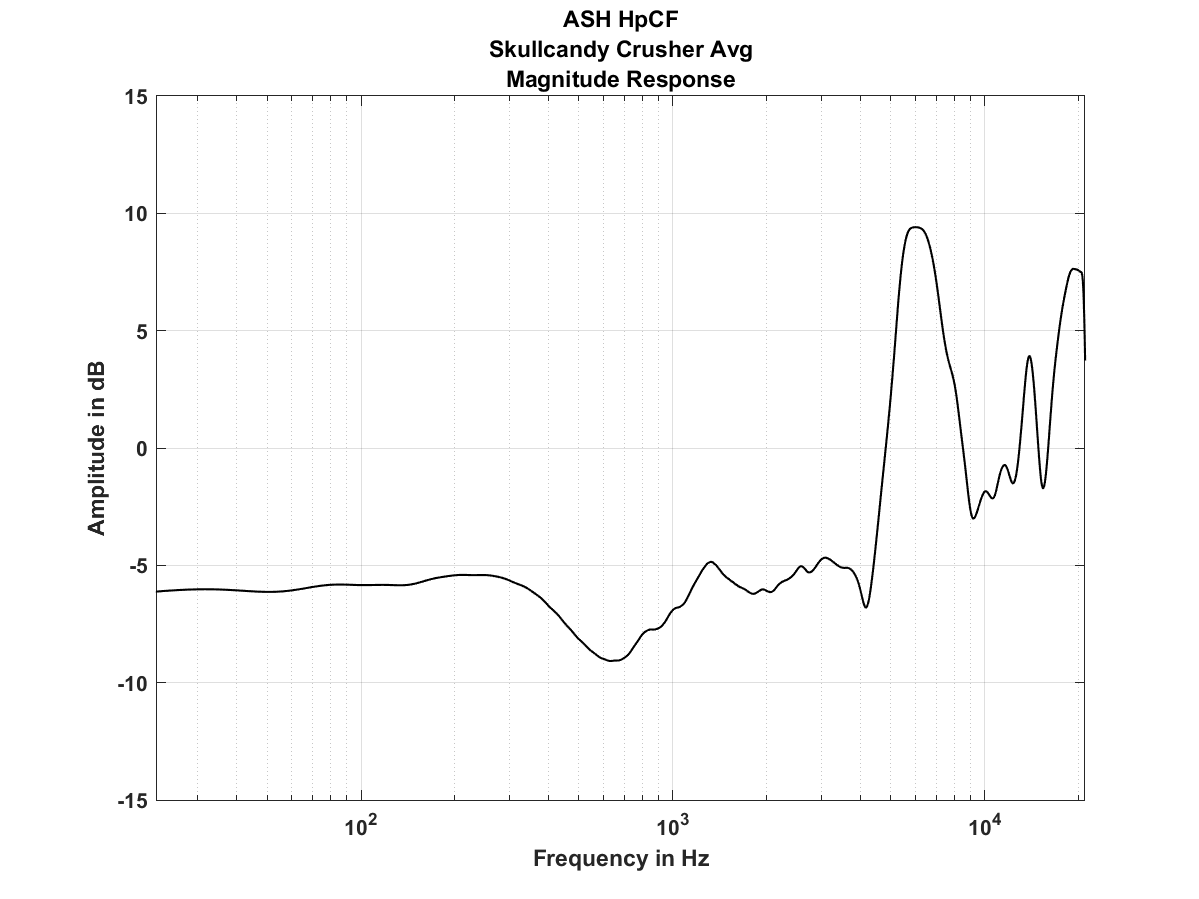 ASH HpCF
Skullcandy Crusher Avg
Magnitude Response
15
10
5
0
-5
-10
-15
Amplitude in dB
10²
10³
10⁴
Frequency in Hz